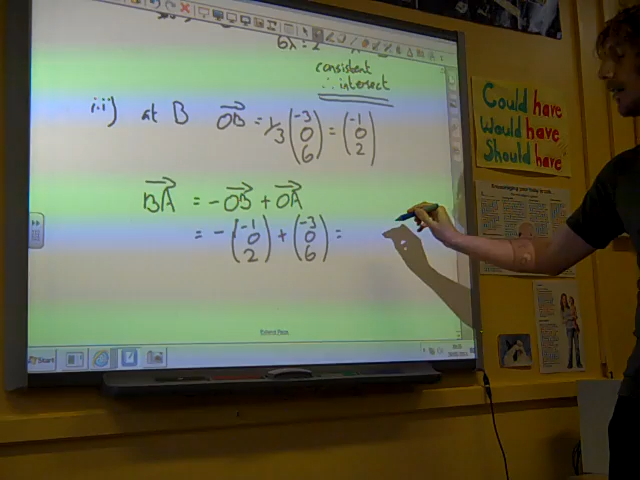 6λ = 2
consistent
∴ intersect
iii) at B OB = 1/3 (-3 0 6) = (-1 0 2)
BA = -OB + OA
= -(-1 0 2) + (-3 0 6) =
Start
Could have
Would have
Should have